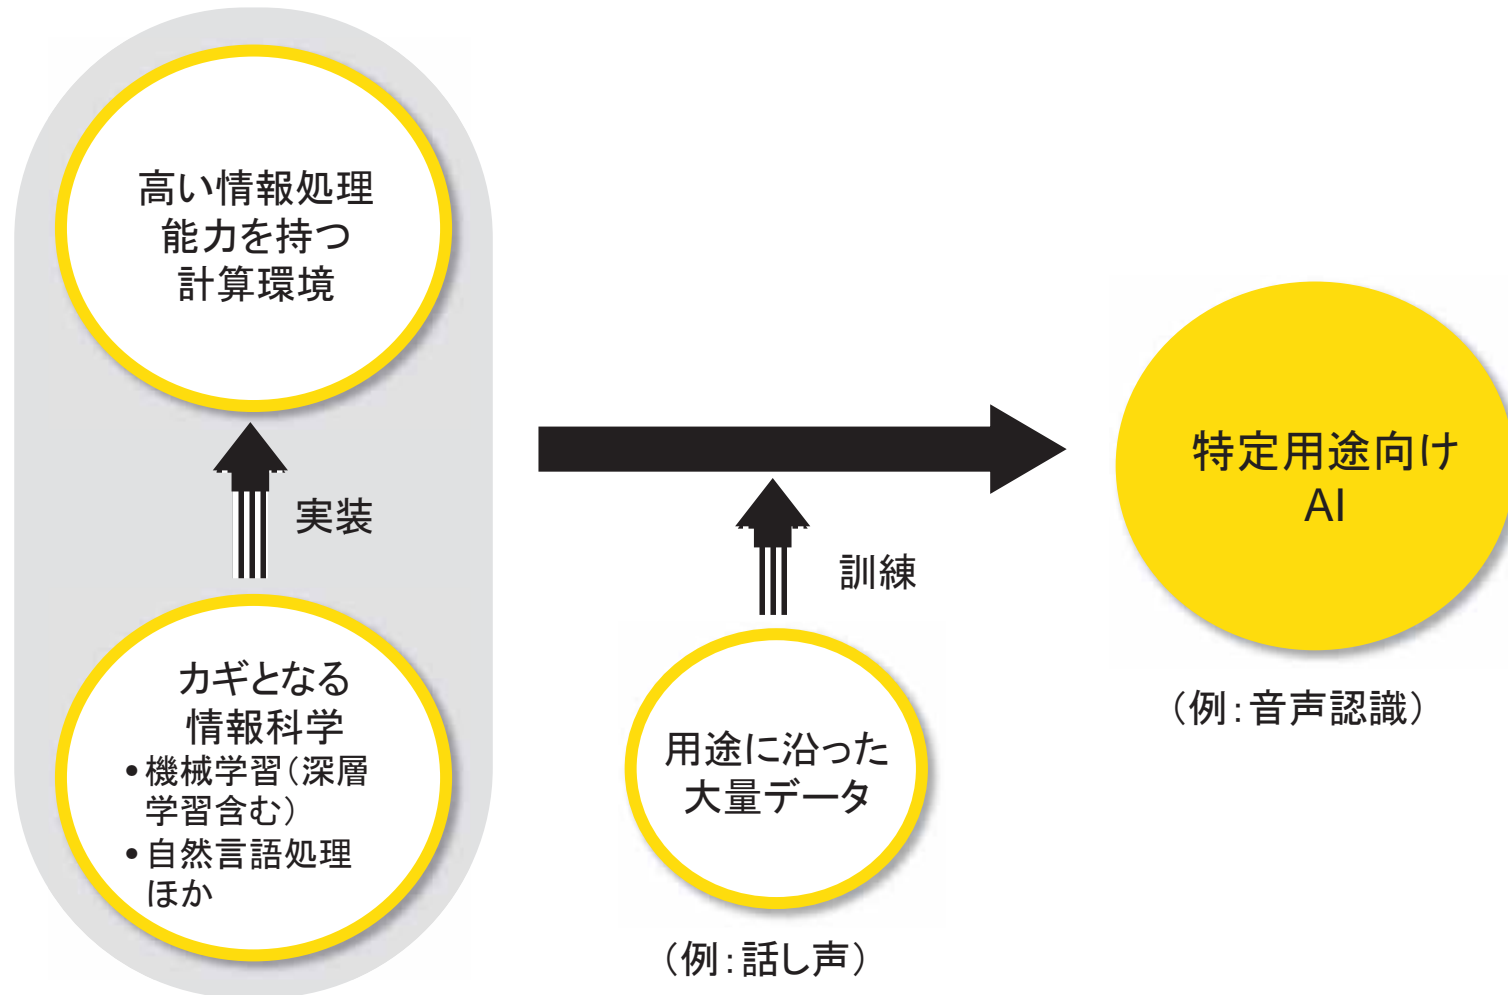 高い情報処理
能力を持つ
計算環境
実装
カギとなる
情報科学
•機械学習（深層
学習含む）
•自然言語処理
ほか
訓練
用途に沿った
大量データ
（例：話し声）
特定用途向け
AI
（例：音声認識）